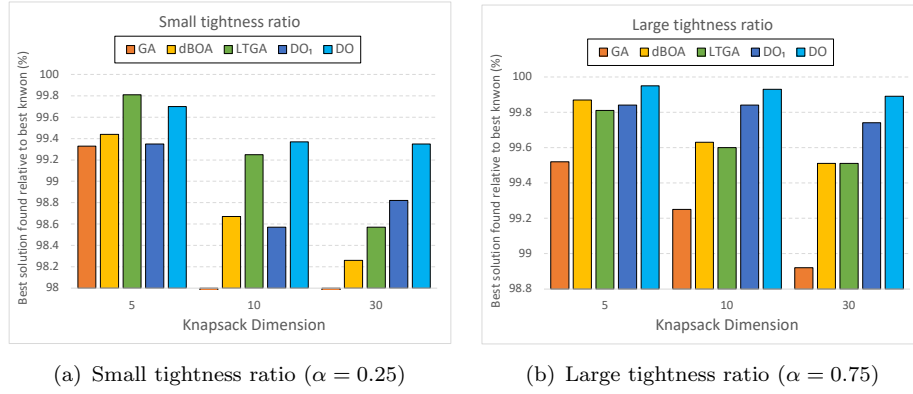 Small tightness ratio
GA dBOA LTGA DO₁ DO
Best solution found relative to best knwon (%)
100
99.8
99.6
99.4
99.2
99
98.8
98.6
98.4
98.2
98
5 10 30
Knapsack Dimension
(a) Small tightness ratio (α = 0.25)
Large tightness ratio
GA dBOA LTGA DO₁ DO
Best solution found relative to best knwon (%)
100
99.8
99.6
99.4
99.2
99
98.8
5 10 30
Knapsack Dimension
(b) Large tightness ratio (α = 0.75)